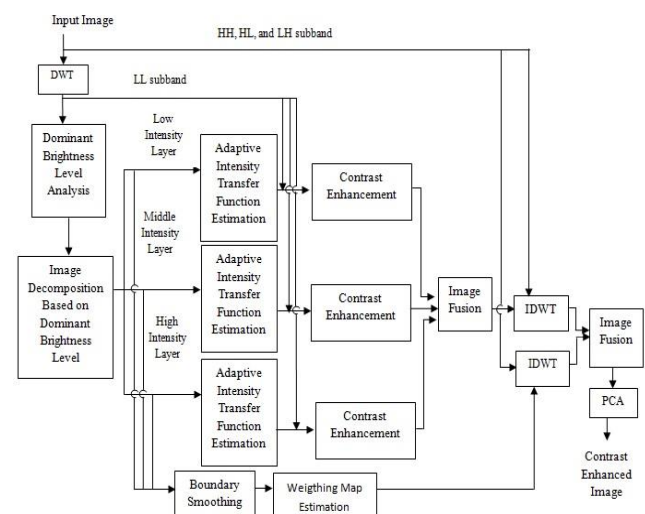 Input Image
HH, HL, and LH subband
DWT
LL subband
Dominant
Brightness
Level
Analysis
Low
Intensity
Layer
Adaptive
Intensity
Transfer
Function
Estimation
Contrast
Enhancement
Middle
Intensity
Layer
Image
Decomposition
Based on
Dominant
Brightness
Level
High
Intensity
Layer
Adaptive
Intensity
Transfer
Function
Estimation
Contrast
Enhancement
Image
Fusion
IDWT
Image
Fusion
IDWT
Adaptive
Intensity
Transfer
Function
Estimation
Contrast
Enhancement
PCA
Contrast
Enhanced
Image
Boundary
Smoothing
Weigthing Map
Estimation